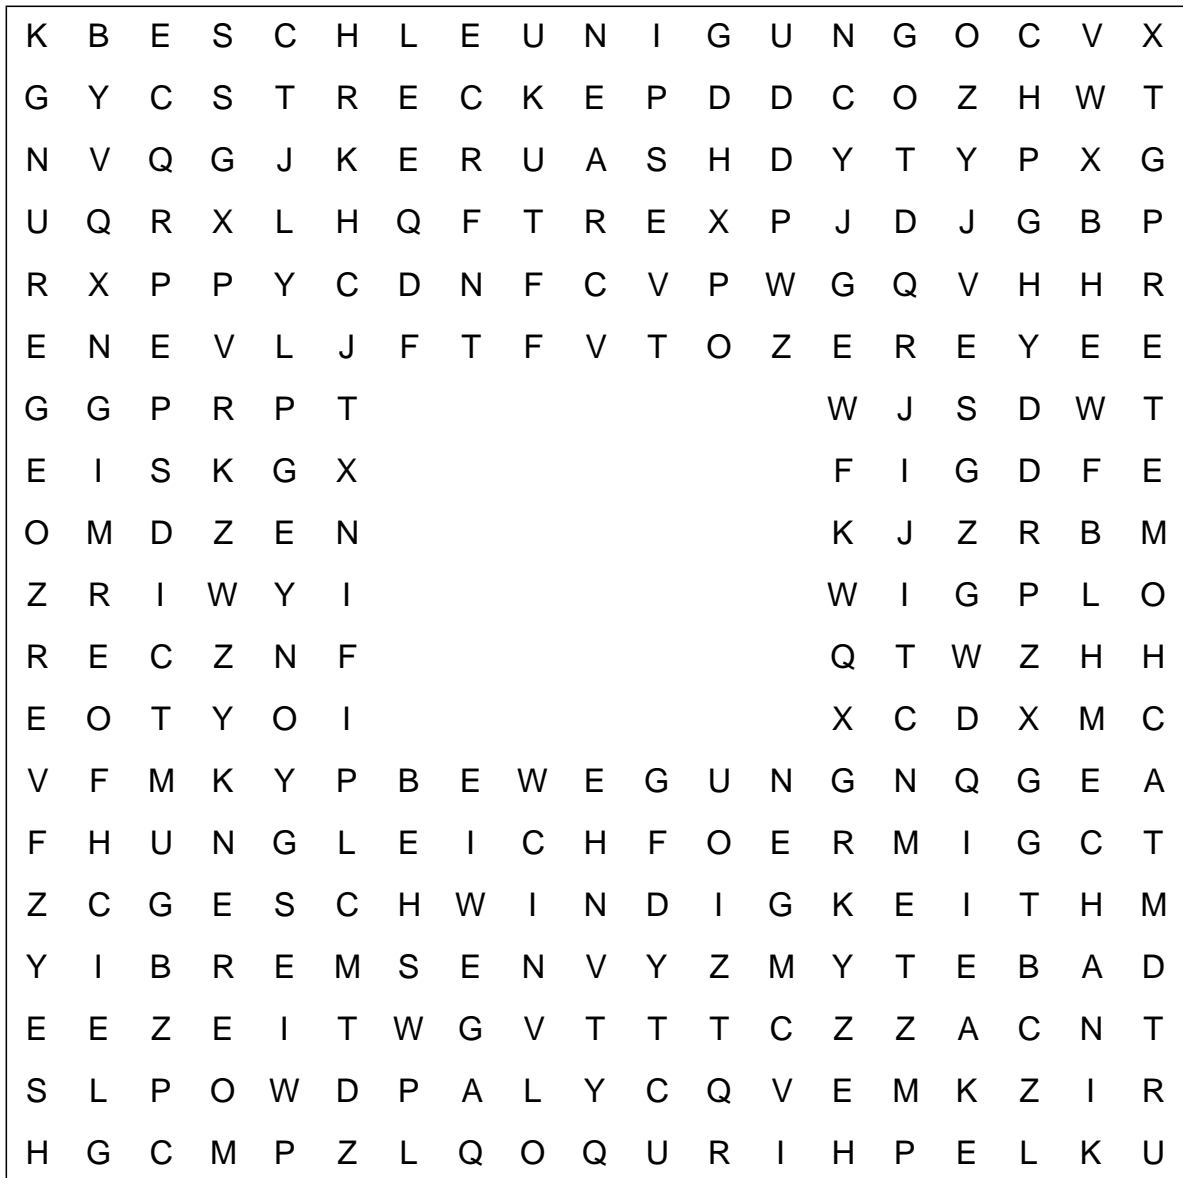 K B E S C H L E U N I G U N G O C V X
G Y C S T R E C K E P D D C O Z H W T
N V Q G J K E R U A S H D Y T Y P X G
U Q R X L H Q F T R E X P J D J G B P
R X P P Y C D N F C V P W G Q V H H R
E N E V L J F T F V T O Z E R E Y E E
G G P R P T W J S D W T
E I S K G X F I G D F E
O M D Z E N K J Z R B M
Z R I W Y I W I G P L O
R E C Z N F Q T W Z H H
E O T Y O I X C D X M C
V F M K Y P B E W E G U N G N Q G E A
F H U N G L E I C H F O E R M I G C T
Z C G E S C H W I N D I G K E I T H M
Y I B R E M S E N V Y Z M Y T E B A D
E E Z E I T W G V T T T C Z Z A C N T
S L P O W D P A L Y C Q V E M K Z I R
H G C M P Z L Q O Q U R I H P E L K U